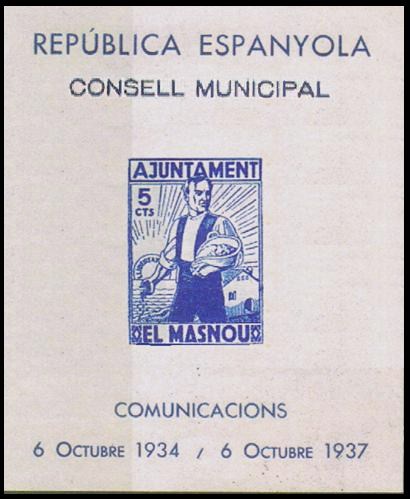 REPÚBLICA ESPANYOLA
CONSELL MUNICIPAL
AJUNTAMENT
5
CTS
EL MASNOU
COMUNICACIONS
6 OCTUBRE 1934 / 6 OCTUBRE 1937